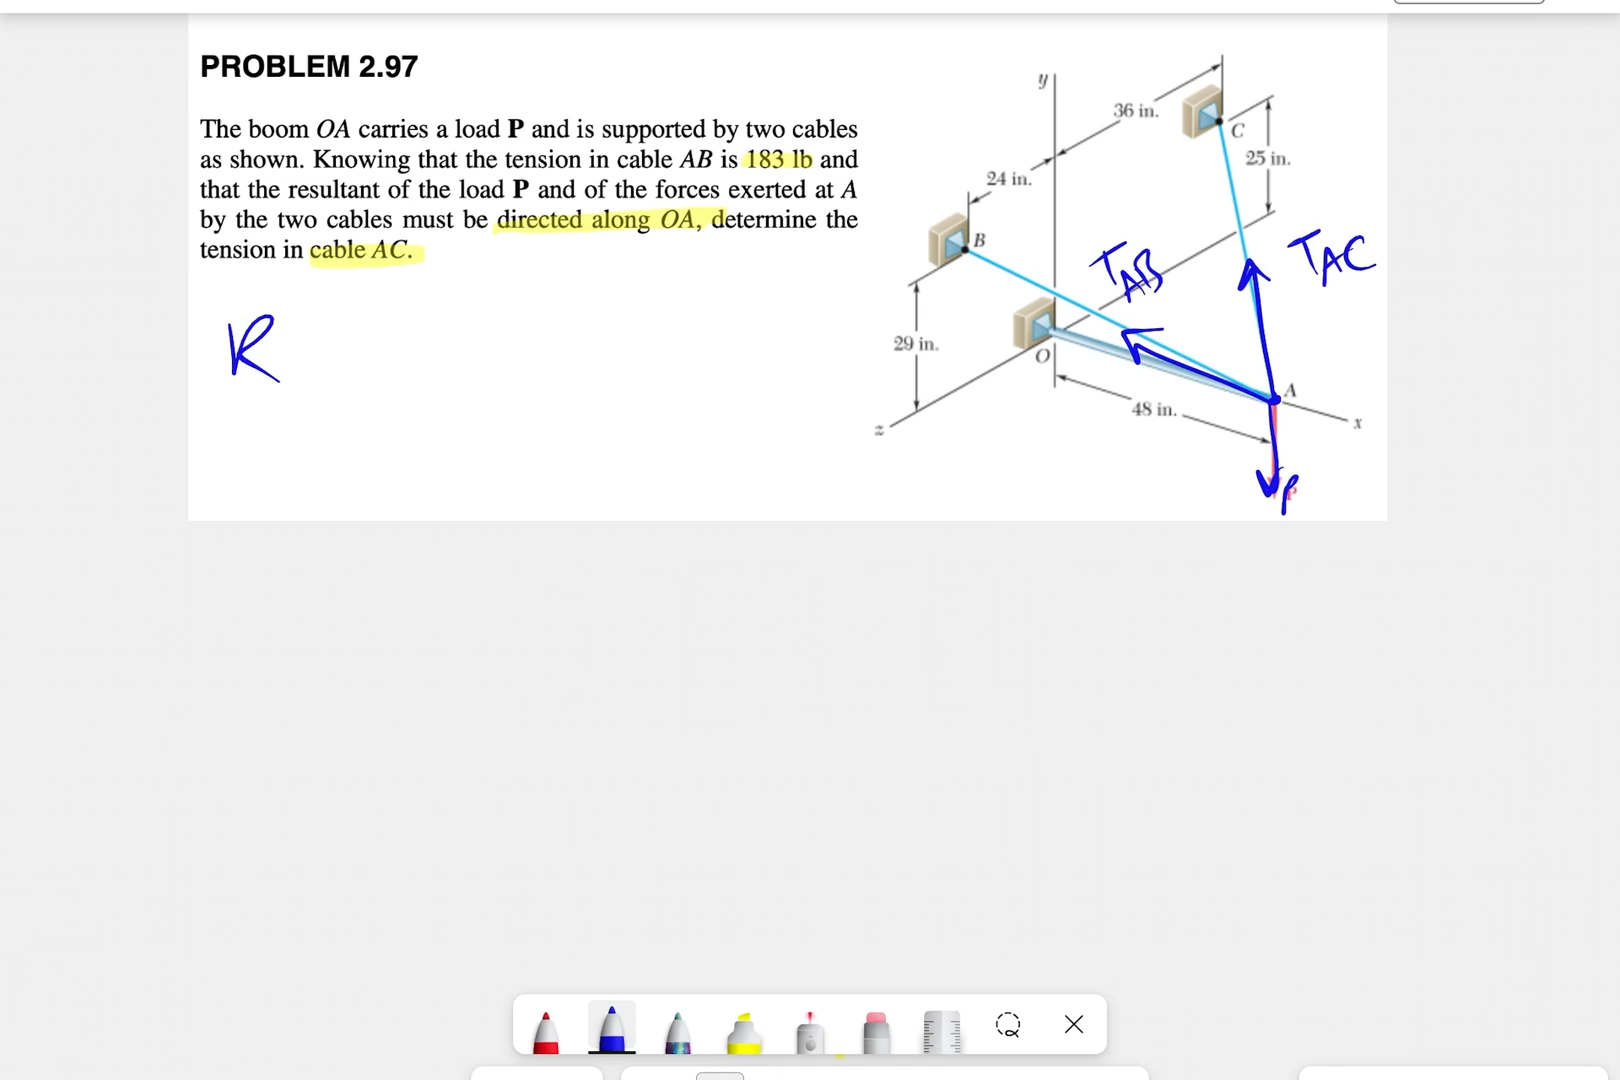 PROBLEM 2.97
The boom OA carries a load P and is supported by two cables
as shown. Knowing that the tension in cable AB is 183 lb and
that the resultant of the load P and of the forces exerted at A
by the two cables must be directed along OA, determine the
tension in cable AC.
R
y
36 in.
C
25 in.
24 in.
B
TAB
TAC
29 in.
O
A
48 in.
x
z
P